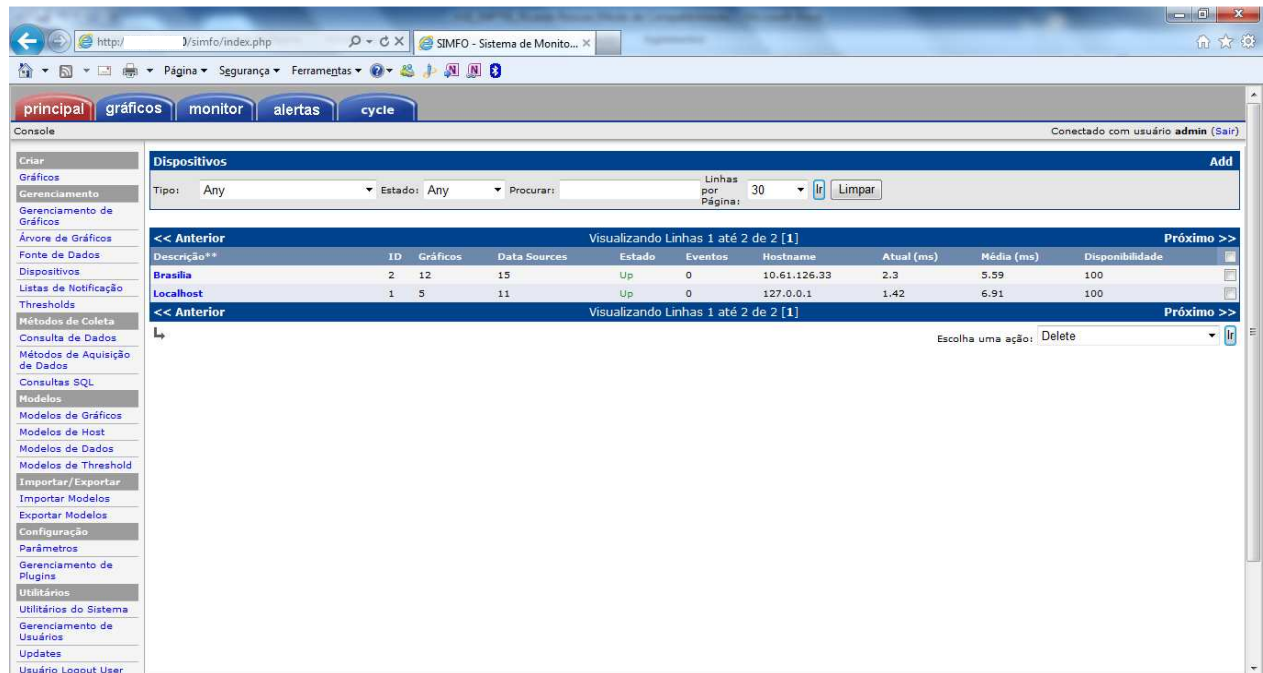 http:/ /simfo/index.php
SIMFO - Sistema de Monito...
Página Segurança Ferramentas
principal gráficos monitor alertas cycle
Console Conectado com usuário admin (Sair)
Criar
Gráficos
Gerenciamento
Gerenciamento de
Gráficos
Árvore de Gráficos
Fonte de Dados
Dispositivos
Listas de Notificação
Thresholds
Métodos de Coleta
Consulta de Dados
Métodos de Aquisição
de Dados
Consultas SQL
Modelos
Modelos de Gráficos
Modelos de Host
Modelos de Dados
Modelos de Threshold
Importar/Exportar
Importar Modelos
Exportar Modelos
Configuração
Parâmetros
Gerenciamento de
Plugins
Utilitários
Utilitários do Sistema
Gerenciamento de
Usuários
Updates
Usuário Logout User
Dispositivos Add
Tipo: Any Estado: Any Procurar: Linhas por Página: 30 Ir Limpar
<< Anterior Visualizando Linhas 1 até 2 de 2 [1] Próximo >>
Descrição** ID Gráficos Data Sources Estado Eventos Hostname Atual (ms) Média (ms) Disponibilidade
Brasilia 2 12 15 Up 0 10.61.126.33 2.3 5.59 100
Localhost 1 5 11 Up 0 127.0.0.1 1.42 6.91 100
<< Anterior Visualizando Linhas 1 até 2 de 2 [1] Próximo >>
Escolha uma ação: Delete Ir